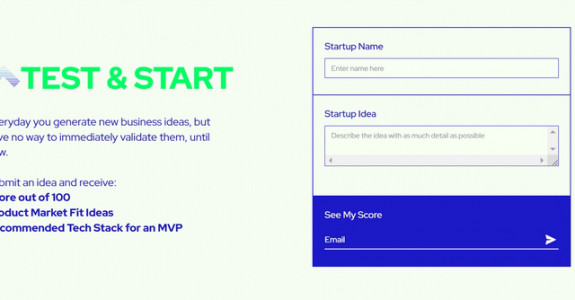 TEST & START
eryday you generate new business ideas, but
ve no way to immediately validate them, until
w.
bmit an idea and receive:
ore out of 100
oduct Market Fit Ideas
commended Tech Stack for an MVP
Startup Name
Enter name here
Startup Idea
Describe the idea with as much detail as possible
See My Score
Email